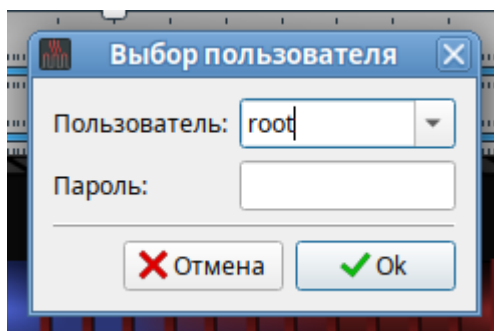 Выбор пользователя
Пользователь: root
Пароль:
Отмена Ok